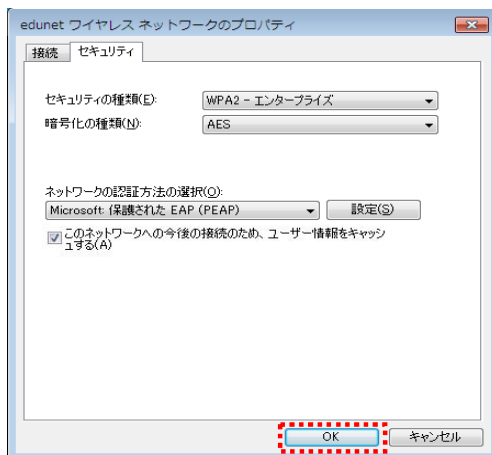 edunet ワイヤレス ネットワークのプロパティ
接続 セキュリティ
セキュリティの種類(E): WPA2 - エンタープライズ
暗号化の種類(N): AES
ネットワークの認証方法の選択(O):
Microsoft: 保護された EAP (PEAP) 設定(S)
このネットワークへの今後の接続のため、ユーザー情報をキャッシ
ュする(A)
OK キャンセル